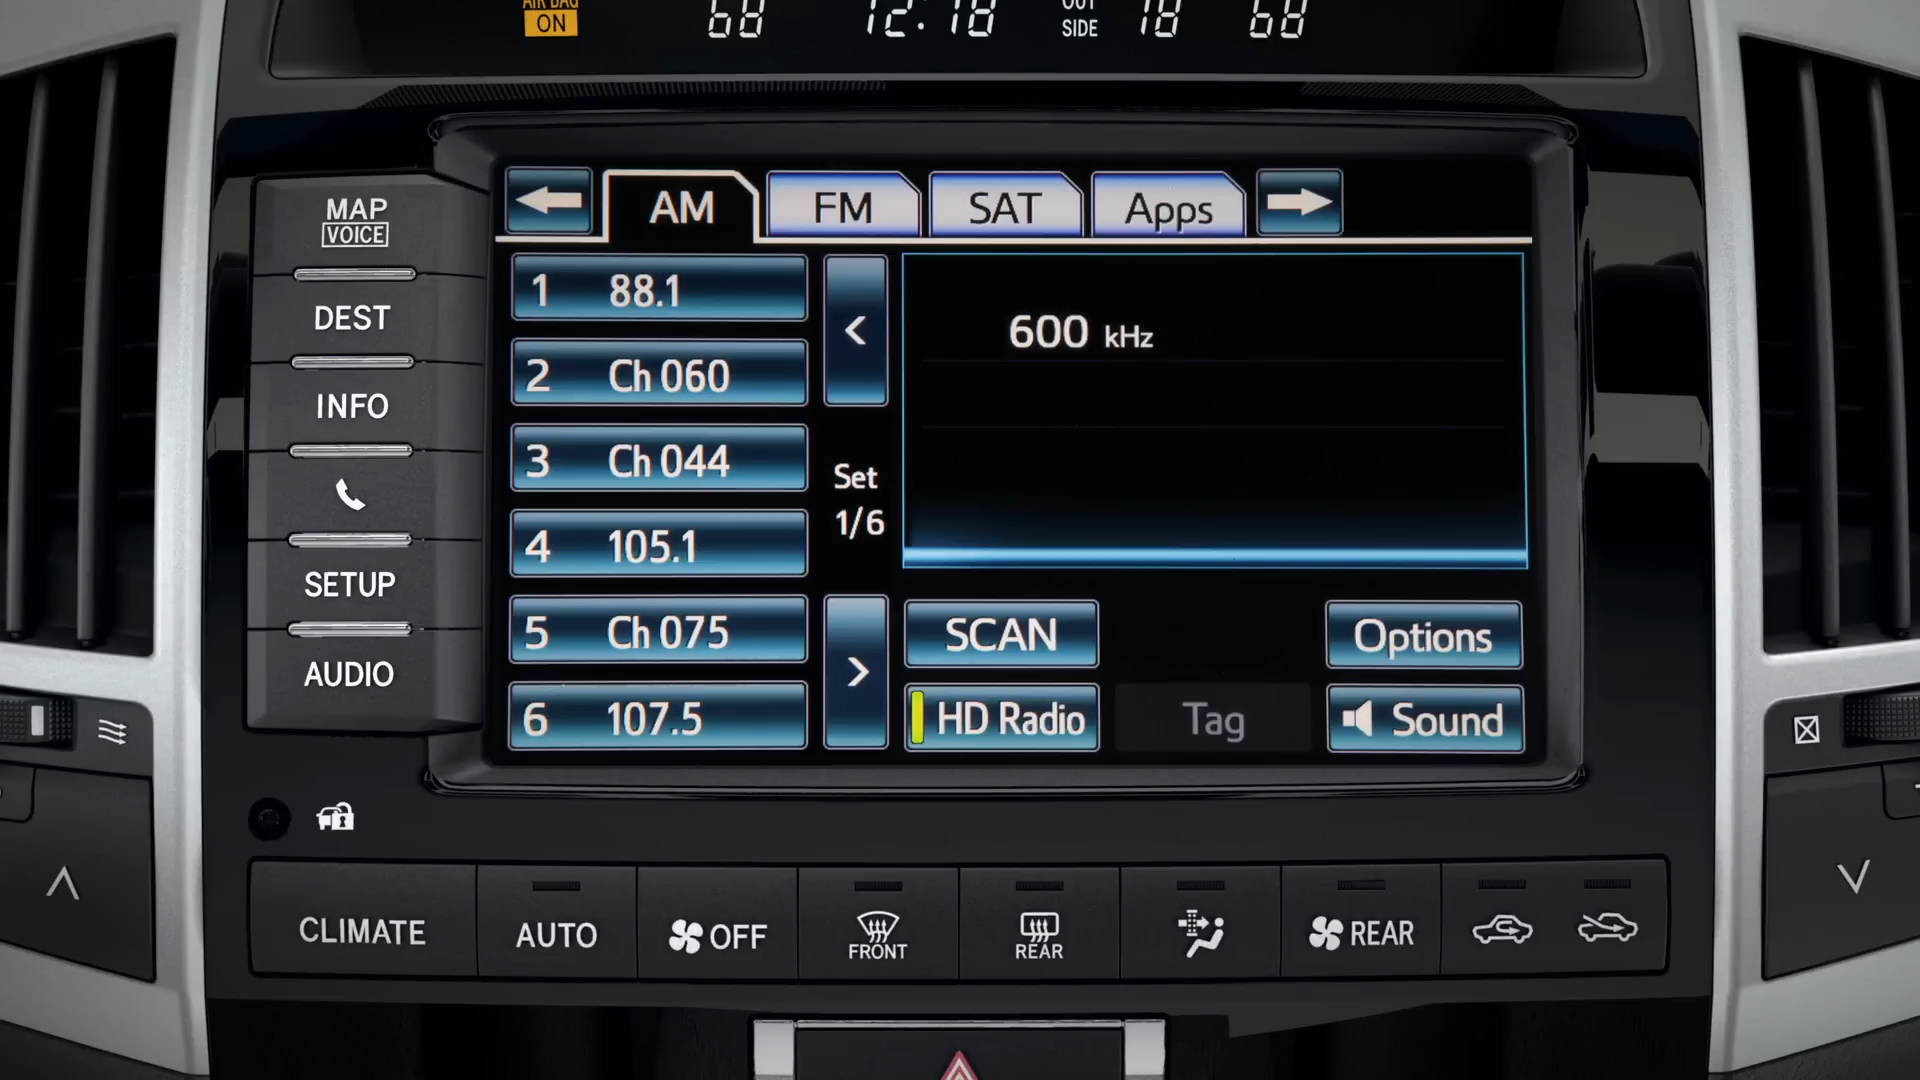 AIR BAG
ON
68
12:18
OUT
SIDE
18
68
MAP
VOICE
DEST
INFO
SETUP
AUDIO
AM
FM
SAT
Apps
1 88.1
2 Ch 060
3 Ch 044
4 105.1
5 Ch 075
6 107.5
<
Set
1/6
>
600 kHz
SCAN
Options
HD Radio
Tag
Sound
CLIMATE
AUTO
OFF
FRONT
REAR
REAR